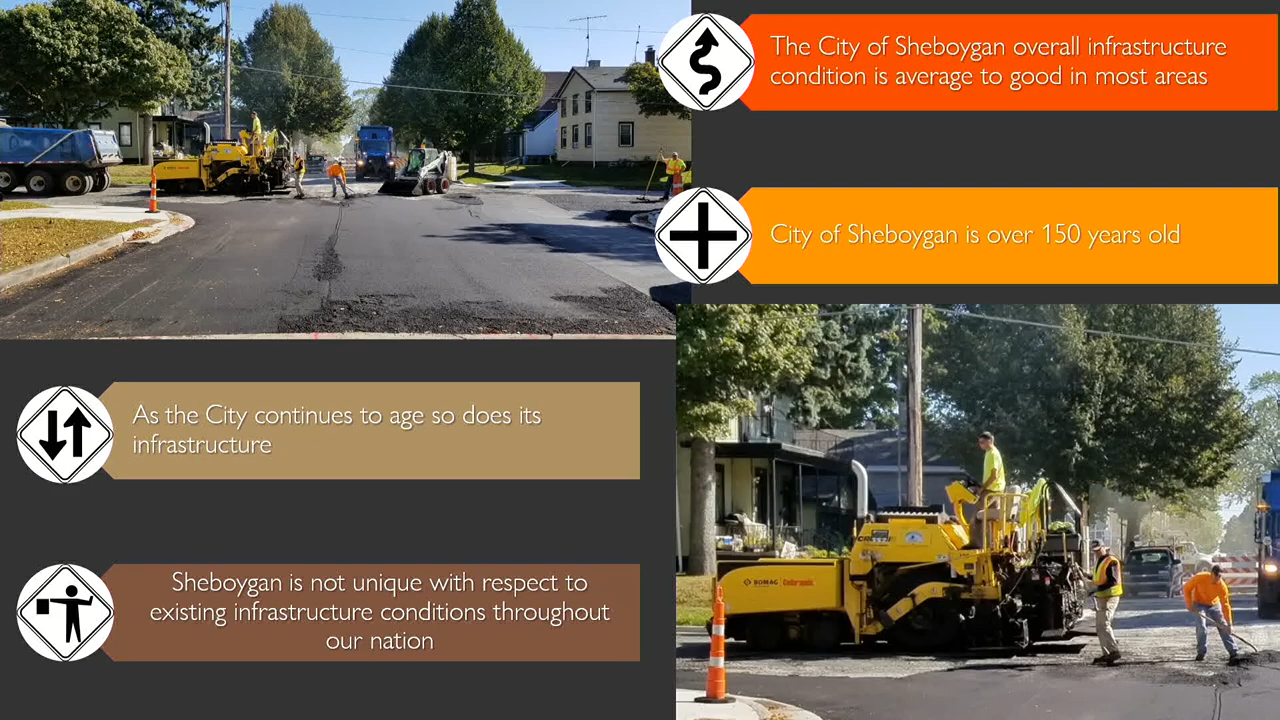 The City of Sheboygan overall infrastructure
condition is average to good in most areas
City of Sheboygan is over 150 years old
As the City continues to age so does its
infrastructure
Sheboygan is not unique with respect to
existing infrastructure conditions throughout
our nation
BOMAG